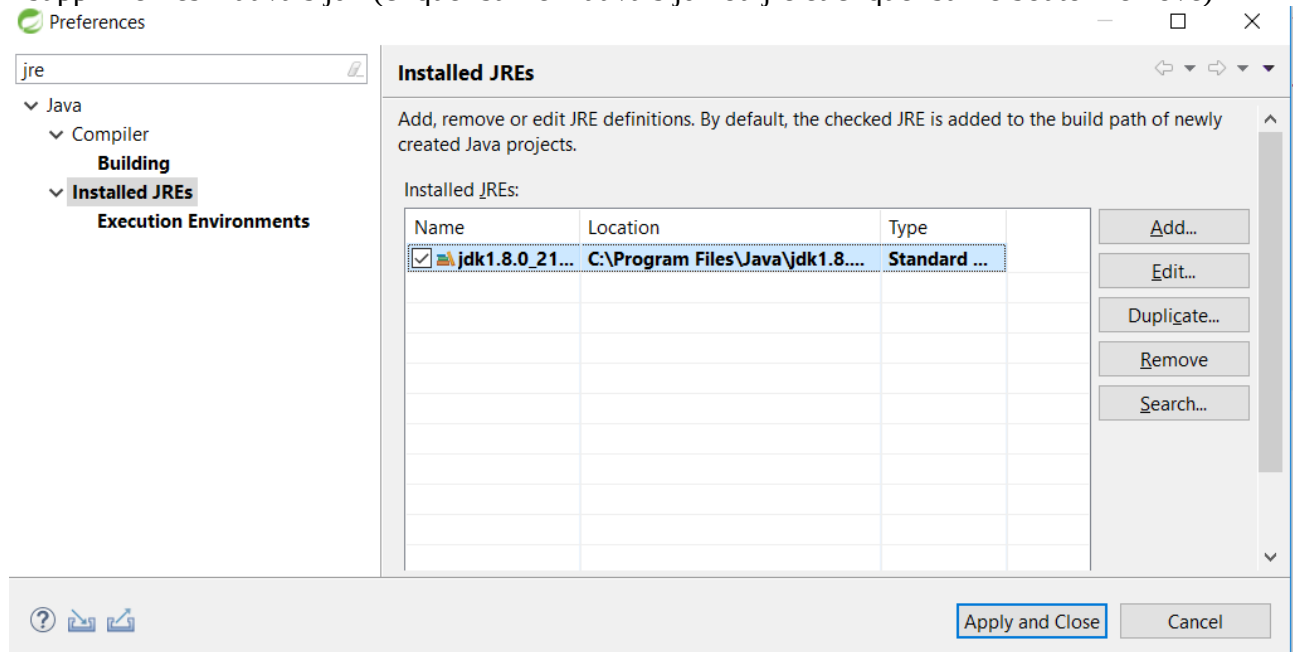 Preferences
jre
Installed JREs
Java
Compiler
Building
Installed JREs
Execution Environments
Add, remove or edit JRE definitions. By default, the checked JRE is added to the build path of newly
created Java projects.
Installed JREs:
Name Location Type
jdk1.8.0_21... C:\Program Files\Java\jdk1.8.... Standard ...
Add...
Edit...
Duplicate...
Remove
Search...
Apply and Close Cancel